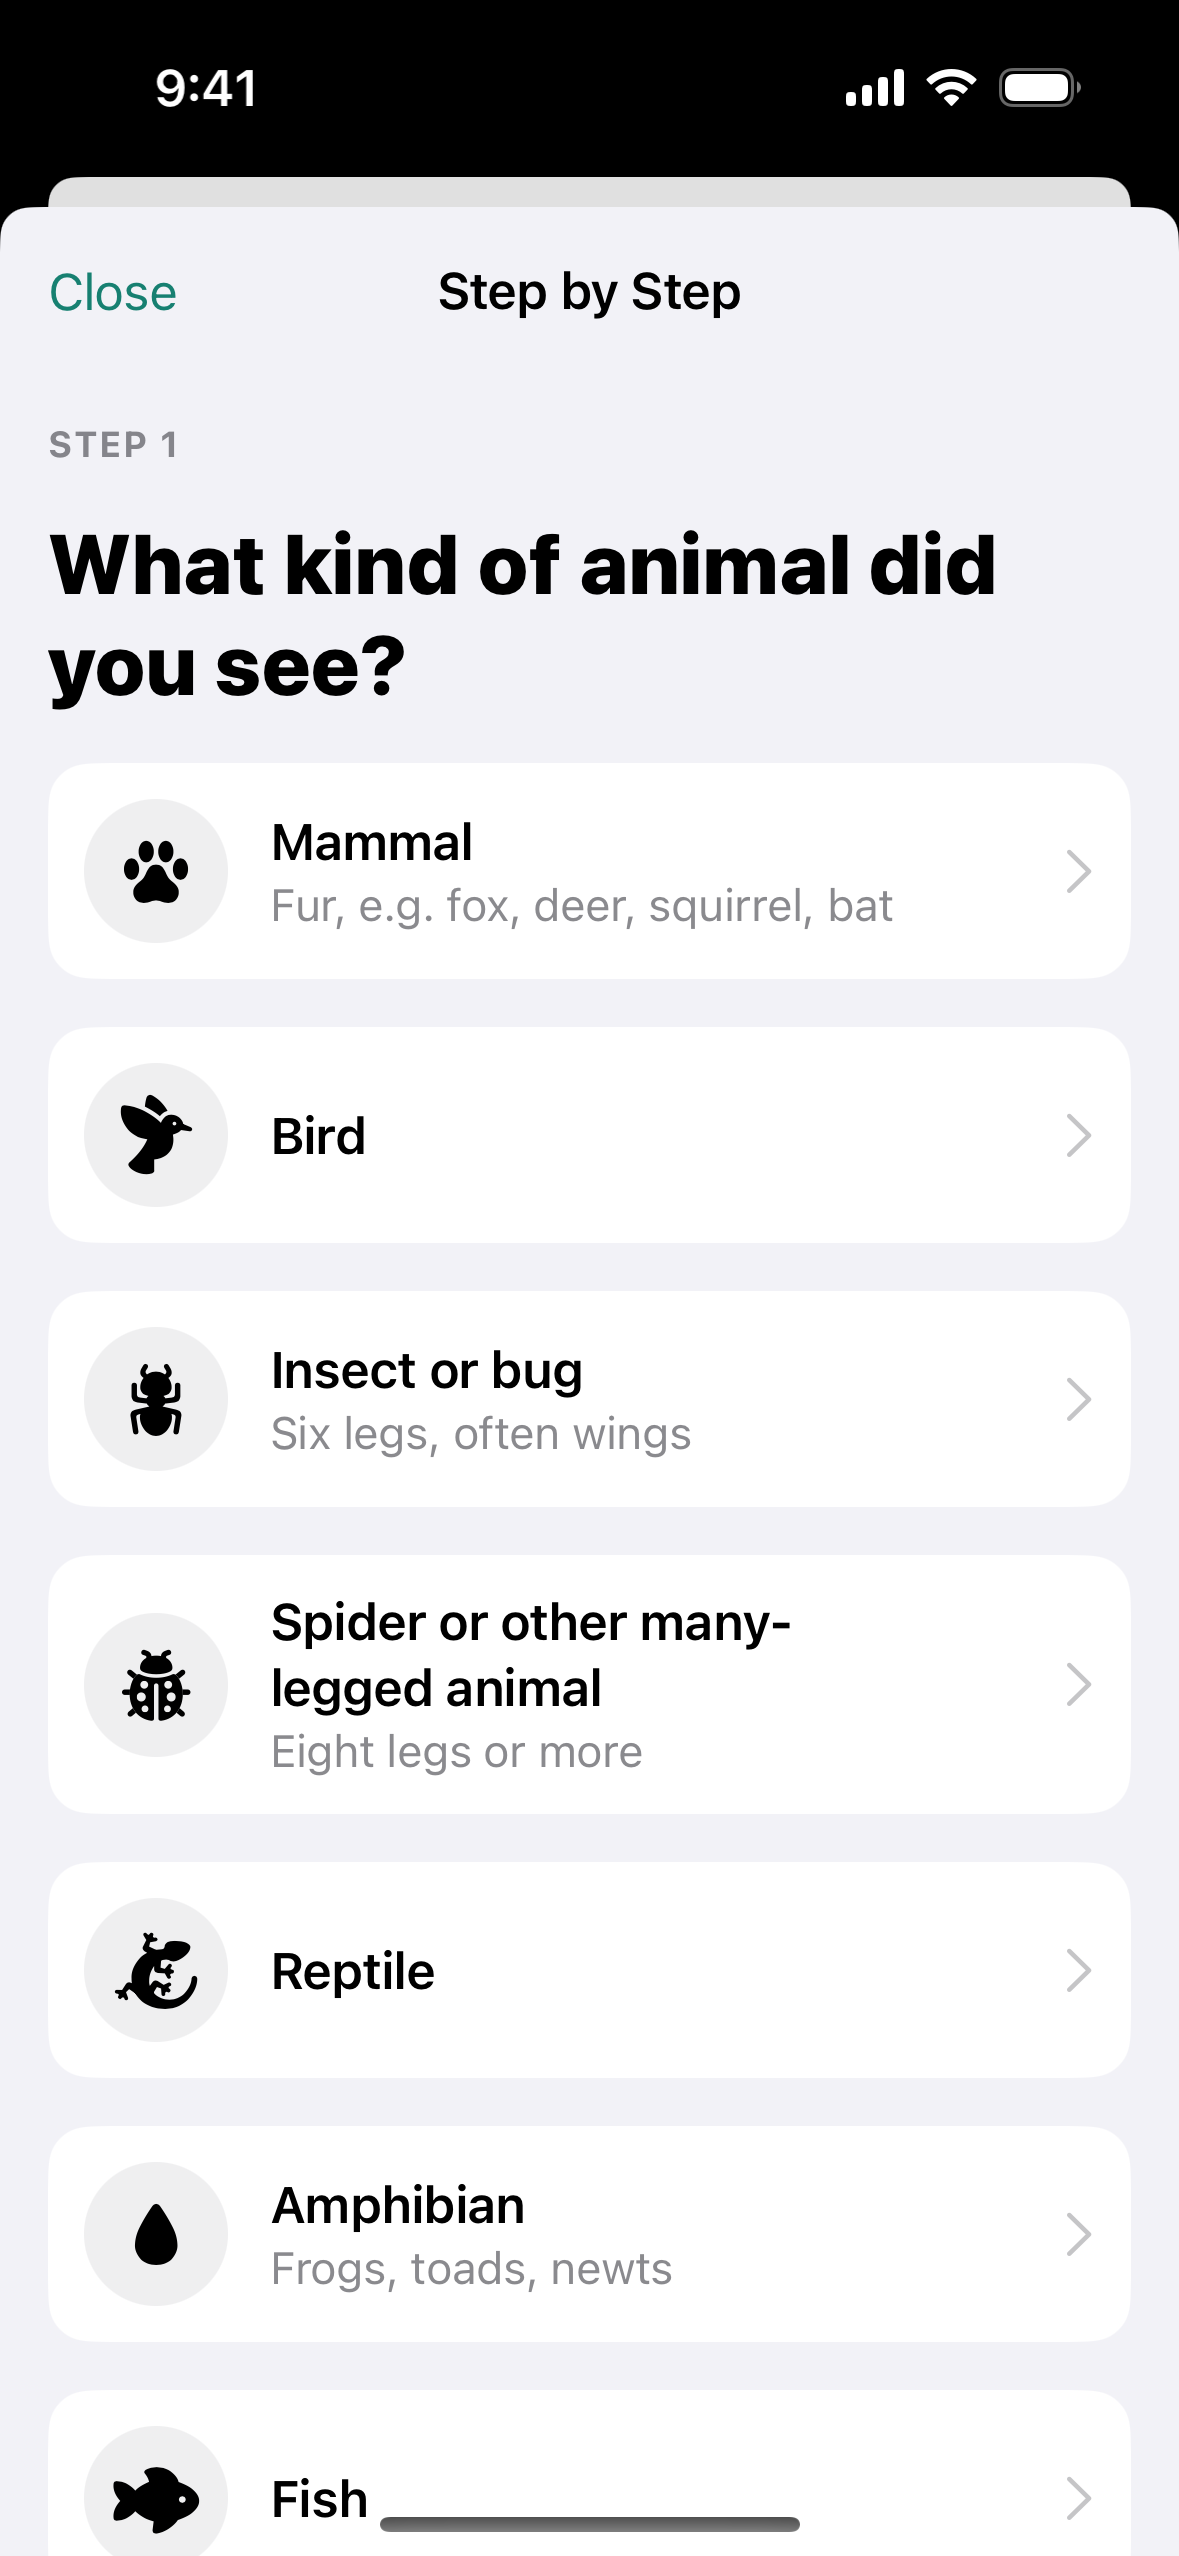 9:41
Close
Step by Step
STEP 1
What kind of animal did
you see?
Mammal
Fur, e.g. fox, deer, squirrel, bat
Bird
Insect or bug
Six legs, often wings
Spider or other many-
legged animal
Eight legs or more
Reptile
Amphibian
Frogs, toads, newts
Fish